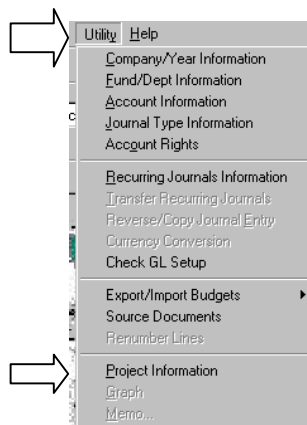 Utility Help
Company/Year Information
Fund/Dept Information
Account Information
Journal Type Information
Account Rights
Recurring Journals Information
Transfer Recurring Journals
Reverse/Copy Journal Entry
Currency Conversion
Check GL Setup
Export/Import Budgets
Source Documents
Renumber Lines
Project Information
Graph
Memo...